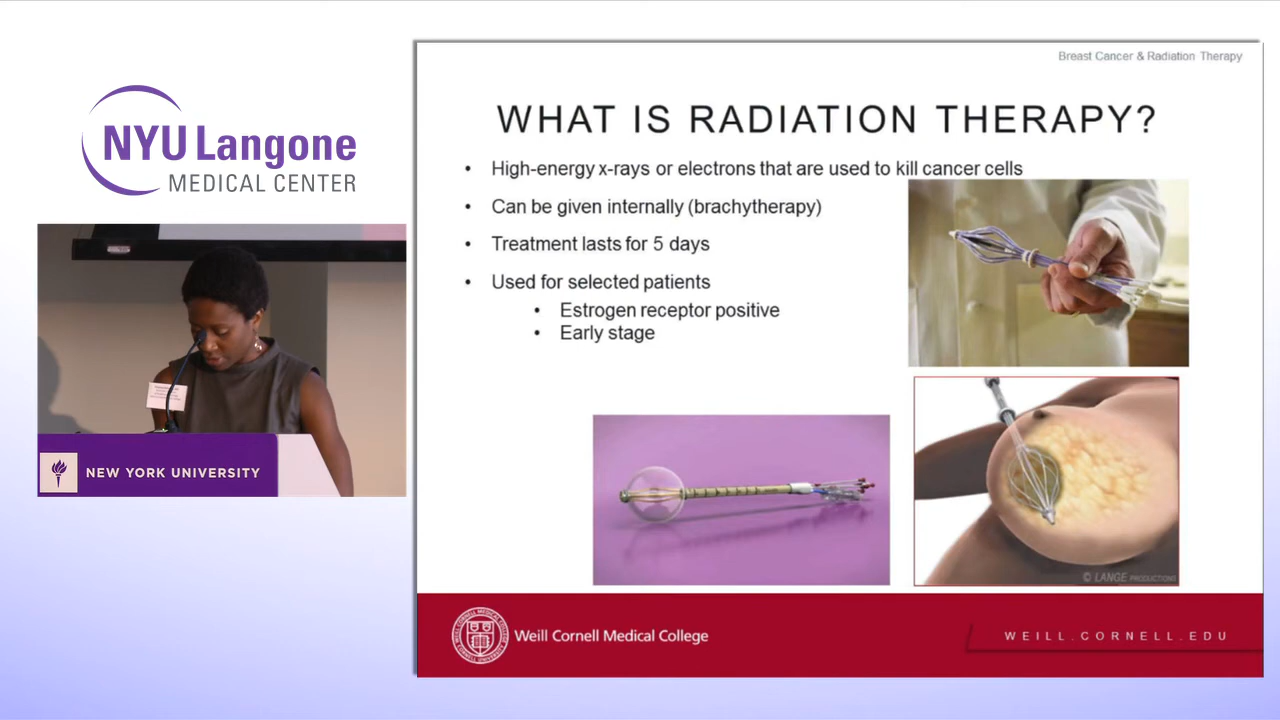 NYU Langone
MEDICAL CENTER
NEW YORK UNIVERSITY
Breast Cancer & Radiation Therapy
WHAT IS RADIATION THERAPY?
• High-energy x-rays or electrons that are used to kill cancer cells
• Can be given internally (brachytherapy)
• Treatment lasts for 5 days
• Used for selected patients
• Estrogen receptor positive
• Early stage
© LANGE PRODUCTIONS
Weill Cornell Medical College
WEILL.CORNELL.EDU